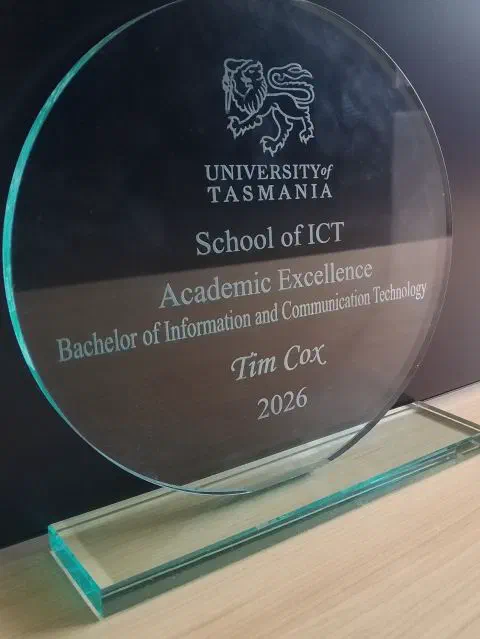 UNIVERSITY of
TASMANIA
School of ICT
Academic Excellence
Bachelor of Information and Communication Technology
Tim Cox
2026